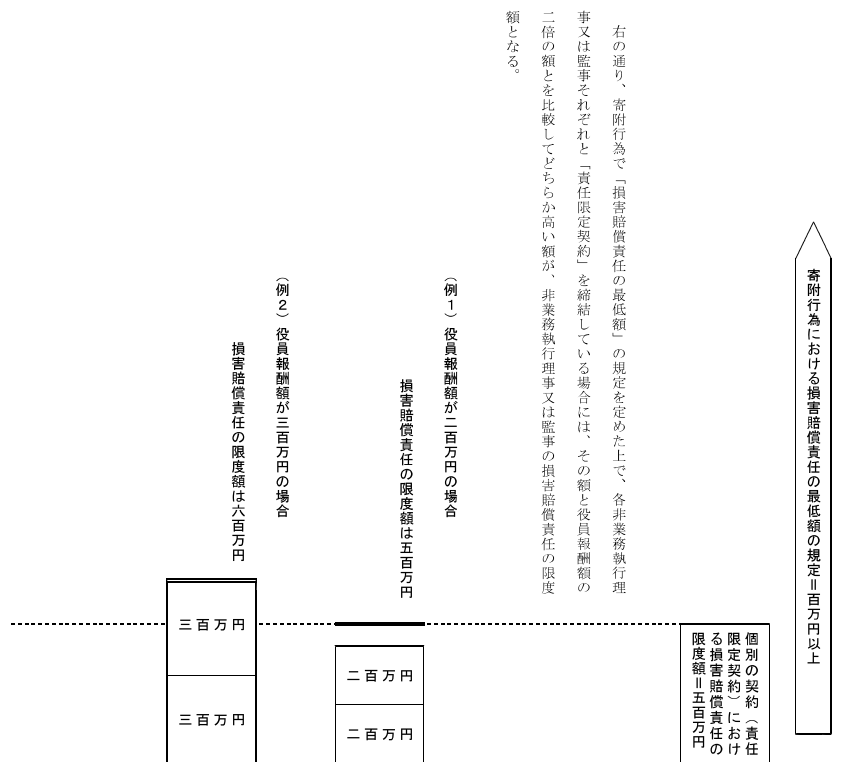 寄附行為における損害賠償責任の最低額の規定＝百万円以上
個別の契約（責任
限定契約）におけ
る損害賠償責任の
限度額＝五百万円
右の通り、寄附行為で「損害賠償責任の最低額」の規定を定めた上で、各非業務執行理
事又は監事それぞれと「責任限定契約」を締結している場合には、その額と役員報酬額の
二倍の額とを比較してどちらか高い額が、非業務執行理事又は監事の損害賠償責任の限度
額となる。
（例１）役員報酬額が二百万円の場合
損害賠償責任の限度額は五百万円
二百万円
二百万円
（例２）役員報酬額が三百万円の場合
損害賠償責任の限度額は六百万円
三百万円
三百万円